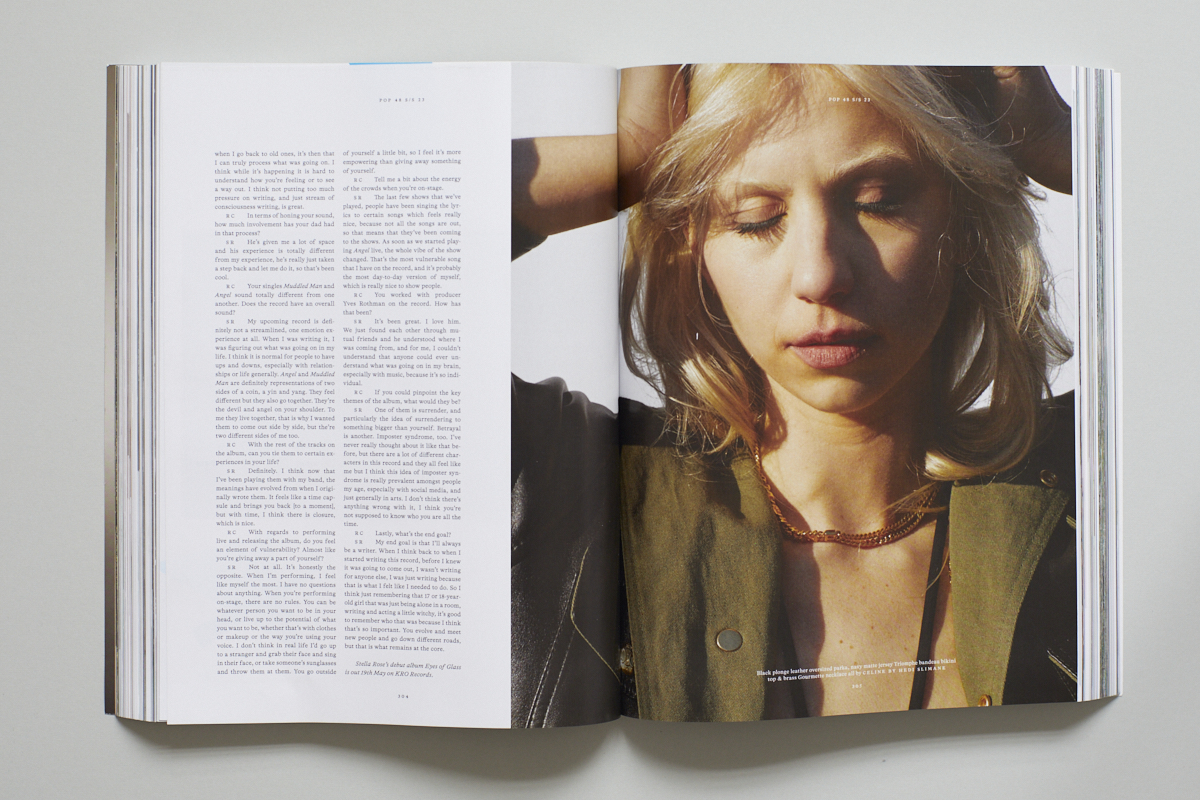 POP 48 S/S 23
when I go back to old ones, it's then that
I can truly process what was going on. I
think while it's happening it is hard to
understand how you're feeling or to see
a way out. I think not putting too much
pressure on writing, and just stream of
consciousness writing, is great.
RC In terms of honing your sound,
how much involvement has your dad had
in that process?
SR He's given me a lot of space
and his experience is totally different
from my experience, he's really just taken
a step back and let me do it, so that's been
cool.
RC Your singles Muddled Man and
Angel sound totally different from one
another. Does the record have an overall
sound?
SR My upcoming record is defi-
nitely not a streamlined, one emotion ex-
perience at all. When I was writing it, I
was figuring out what was going on in my
life. I think it is normal for people to have
ups and downs, especially with relation-
ships or life generally. Angel and Muddled
Man are definitely representations of two
sides of a coin, a yin and yang. They feel
different but they also go together. They're
the devil and angel on your shoulder. To
me they live together, that is why I wanted
them to come out side by side, but the're
two different sides of me too.
RC With the rest of the tracks on
the album, can you tie them to certain ex-
periences in your life?
SR Definitely. I think now that
I've been playing them with my band, the
meanings have evolved from when I origi-
nally wrote them. It feels like a time cap-
sule and brings you back [to a moment],
but with time, I think there is closure,
which is nice.
RC With regards to performing
live and releasing the album, do you feel
an element of vulnerability? Almost like
you're giving away a part of yourself?
SR Not at all. It's honestly the
opposite. When I'm performing, I feel
like myself the most. I have no questions
about anything. When you're performing
on-stage, there are no rules. You can be
whatever person you want to be in your
head, or live up to the potential of what
you want to be, whether that's with clothes
or makeup or the way you're using your
voice. I don't think in real life I'd go up
to a stranger and grab their face and sing
in their face, or take someone's sunglasses
and throw them at them. You go outside
of yourself a little bit, so I feel it's more
empowering than giving away something
of yourself.
RC Tell me a bit about the energy
of the crowds when you're on-stage.
SR The last few shows that we've
played, people have been singing the lyr-
ics to certain songs which feels really
nice, because not all the songs are out,
so that means that they've been coming
to the shows. As soon as we started play-
ing Angel live, the whole vibe of the show
changed. That's the most vulnerable song
that I have on the record, and it's probably
the most day-to-day version of myself,
which is really nice to show people.
RC You worked with producer
Yves Rothman on the record. How has
that been?
SR It's been great, I love him.
We just found each other through mu-
tual friends and he understood where I
was coming from, and for me, I couldn't
understand that anyone could ever un-
derstand what was going on in my brain,
especially with music, because it's so indi-
vidual.
RC If you could pinpoint the key
themes of the album, what would they be?
SR One of them is surrender, and
particularly the idea of surrendering to
something bigger than yourself. Betrayal
is another. Imposter syndrome, too. I've
never really thought about it like that be-
fore, but there are a lot of different char-
acters in this record and they all feel like
me but I think this idea of imposter syn-
drome is really prevalent amongst people
my age, especially with social media, and
just generally in arts. I don't think there's
anything wrong with it, I think you're
not supposed to know who you are all the
time.
RC Lastly, what's the end goal?
SR My end goal is that I'll always
be a writer. When I think back to when I
started writing this record, before I knew
it was going to come out, I wasn't writing
for anyone else, I was just writing because
that is what I felt like I needed to do. So I
think just remembering that 17 or 18 year-
old girl that was just being alone in a room,
writing and acting a little witchy, it's good
to remember who that was because I think
that's so important. You evolve and meet
new people and go down different roads,
but that is what remains at the core.
Stella Rose's debut album Eyes of Glass
is out 19th May on KRO Records.
304
POP 48 S/S 23
Black plonge leather oversized parka, navy matte jersey Triomphe bandeau bikini
top & brass Gourmette necklace all by CELINE BY HEDI SLIMANE
305